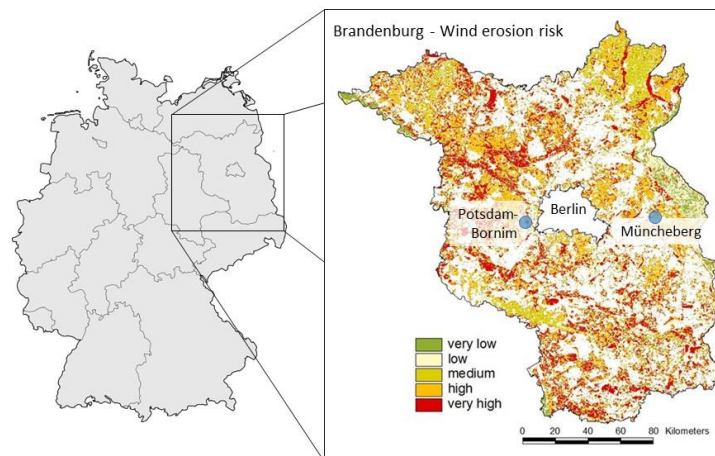 Brandenburg - Wind erosion risk
Berlin
Potsdam-
Bornim
Müncheberg
very low
low
medium
high
very high
0 20 40 60 80 Kilometers